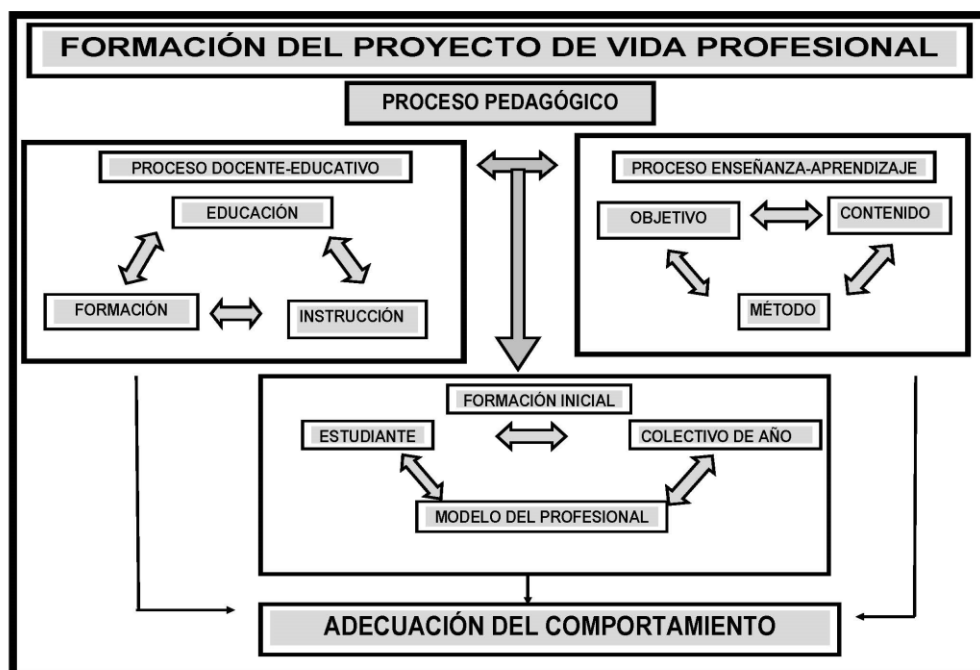 FORMACIÓN DEL PROYECTO DE VIDA PROFESIONAL
PROCESO PEDAGÓGICO
PROCESO DOCENTE-EDUCATIVO
EDUCACIÓN
FORMACIÓN
INSTRUCCIÓN
PROCESO ENSEÑANZA-APRENDIZAJE
OBJETIVO
CONTENIDO
MÉTODO
FORMACIÓN INICIAL
ESTUDIANTE
COLECTIVO DE AÑO
MODELO DEL PROFESIONAL
ADECUACIÓN DEL COMPORTAMIENTO